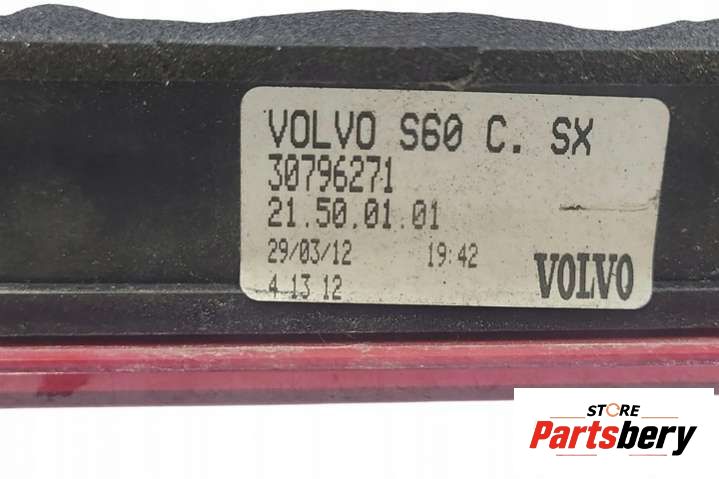 VOLVO S60 C. SX
30796271
21.50.01.01
29/03/12 19:42
4 13 12 VOLVO
STORE
Partsbery